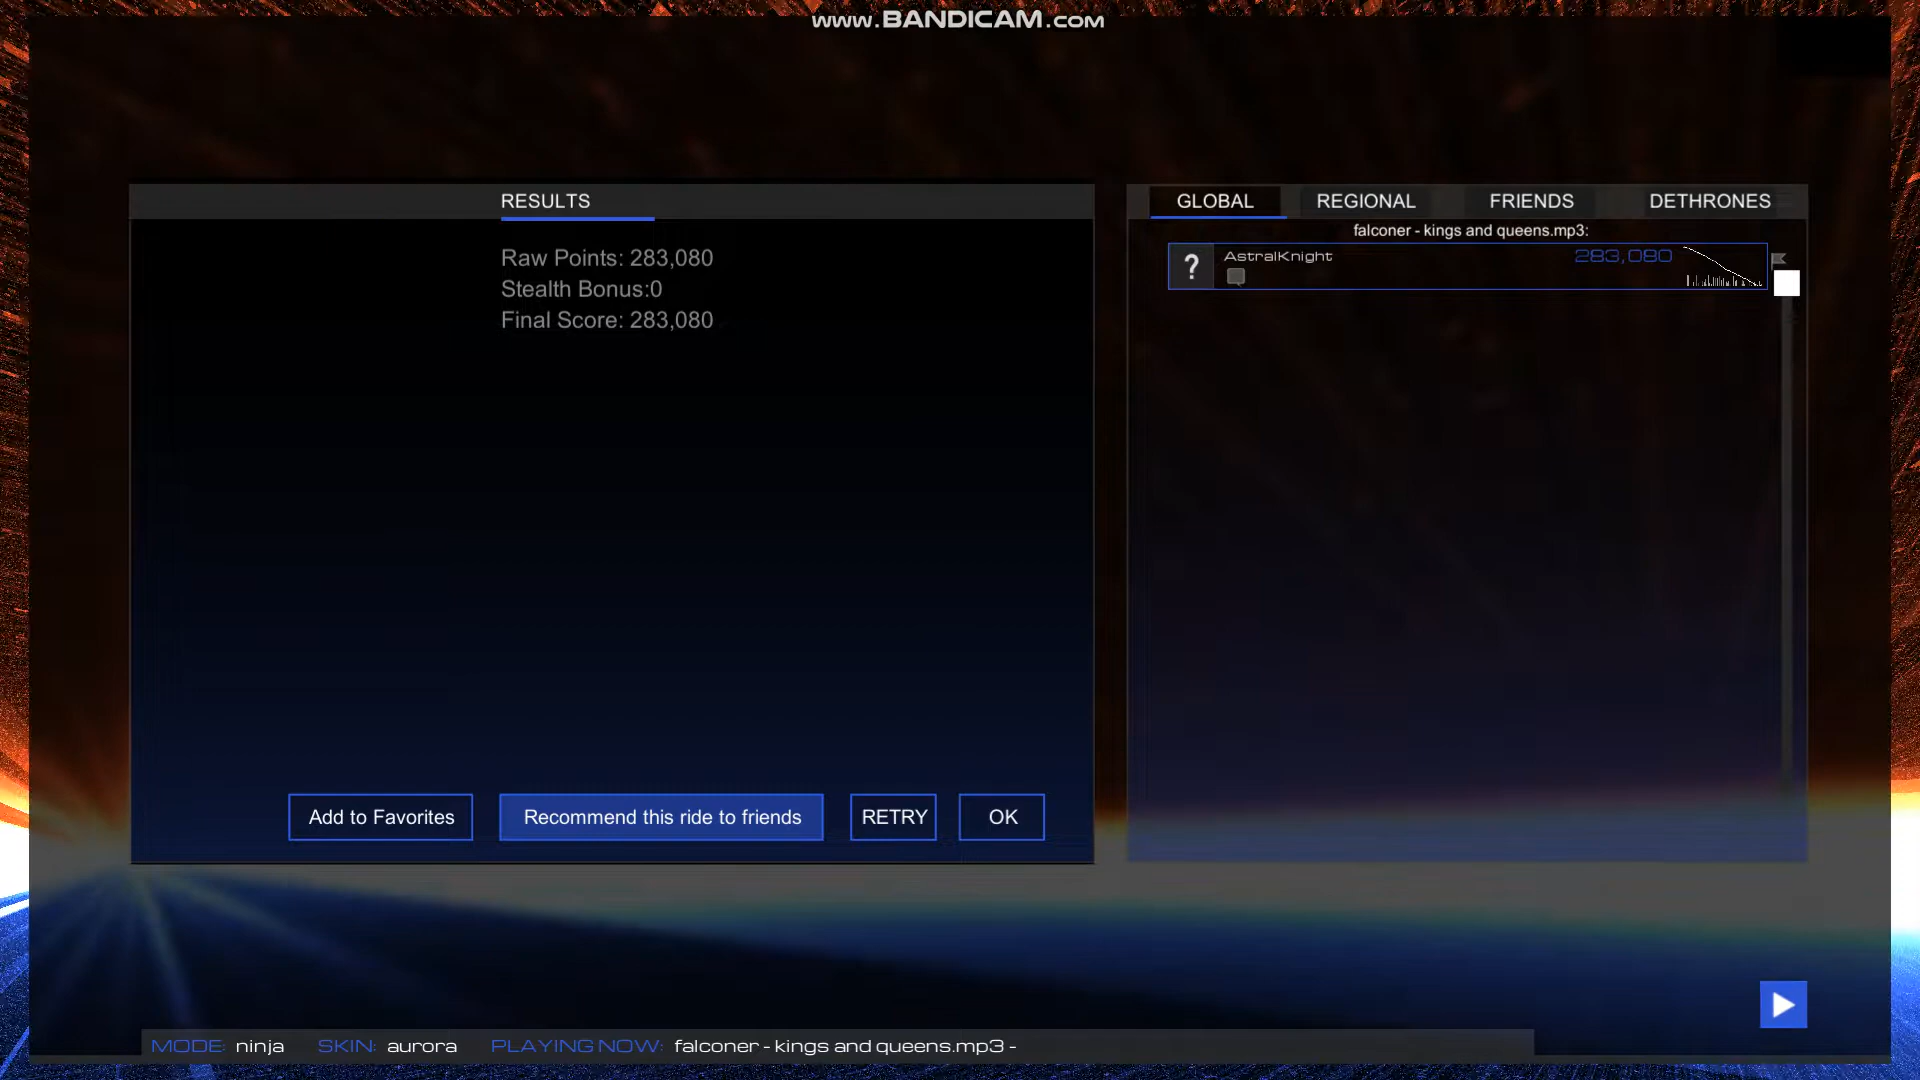 www.BANDICAM.com
RESULTS
Raw Points: 283,080
Stealth Bonus:0
Final Score: 283,080
Add to Favorites
Recommend this ride to friends
RETRY
OK
GLOBAL
REGIONAL
FRIENDS
DETHRONES
falconer - kings and queens.mp3:
?
AstralKnight
283,080
MODE: ninja SKIN: aurora PLAYING NOW: falconer - kings and queens.mp3 -